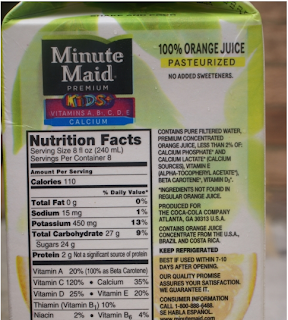 Minute
Maid
PREMIUM
KIDS+
VITAMINS A · B · C · D · E
CALCIUM
100% ORANGE JUICE
PASTEURIZED
NO ADDED SWEETENERS.
Nutrition Facts
Serving Size 8 fl oz (240 mL)
Servings Per Container 8
Amount Per Serving
Calories 110
% Daily Value*
Total Fat 0 g 0%
Sodium 15 mg 1%
Potassium 450 mg 13%
Total Carbohydrate 27 g 9%
Sugars 24 g
Protein 2 g Not a significant source of protein
Vitamin A 20% (100% as Beta Carotene)
Vitamin C 120% • Calcium 35%
Vitamin D 25% • Vitamin E 20%
Thiamin (Vitamin B1) 10%
Niacin 2% • Vitamin B6 4%
CONTAINS PURE FILTERED WATER,
PREMIUM CONCENTRATED
ORANGE JUICE, LESS THAN 2% OF:
CALCIUM PHOSPHATE* AND
CALCIUM LACTATE* (CALCIUM
SOURCES), VITAMIN E
(ALPHA-TOCOPHERYL ACETATE*),
BETA CAROTENE*, VITAMIN D3*.
*INGREDIENTS NOT FOUND IN
REGULAR ORANGE JUICE.
PRODUCED FOR
THE COCA-COLA COMPANY
ATLANTA, GA 30313 U.S.A.
CONTAINS ORANGE JUICE
CONCENTRATE FROM THE U.S.A.,
BRAZIL AND COSTA RICA.
KEEP REFRIGERATED
BEST IF USED WITHIN 7-10
DAYS AFTER OPENING.
OUR QUALITY PROMISE
ASSURES YOUR SATISFACTION.
WE GUARANTEE IT.
CONSUMER INFORMATION
CALL 1-800-888-6488
SE HABLA ESPAÑOL
www.minutemaid.com